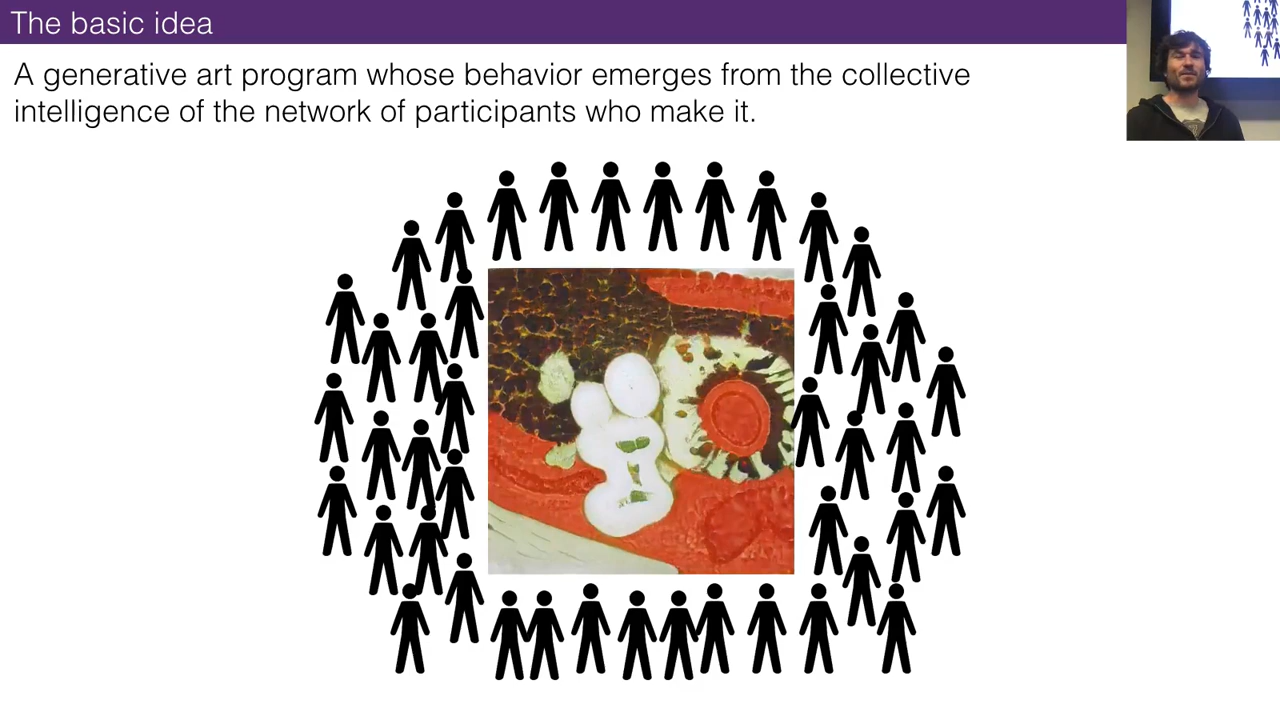 The basic idea
A generative art program whose behavior emerges from the collective
intelligence of the network of participants who make it.